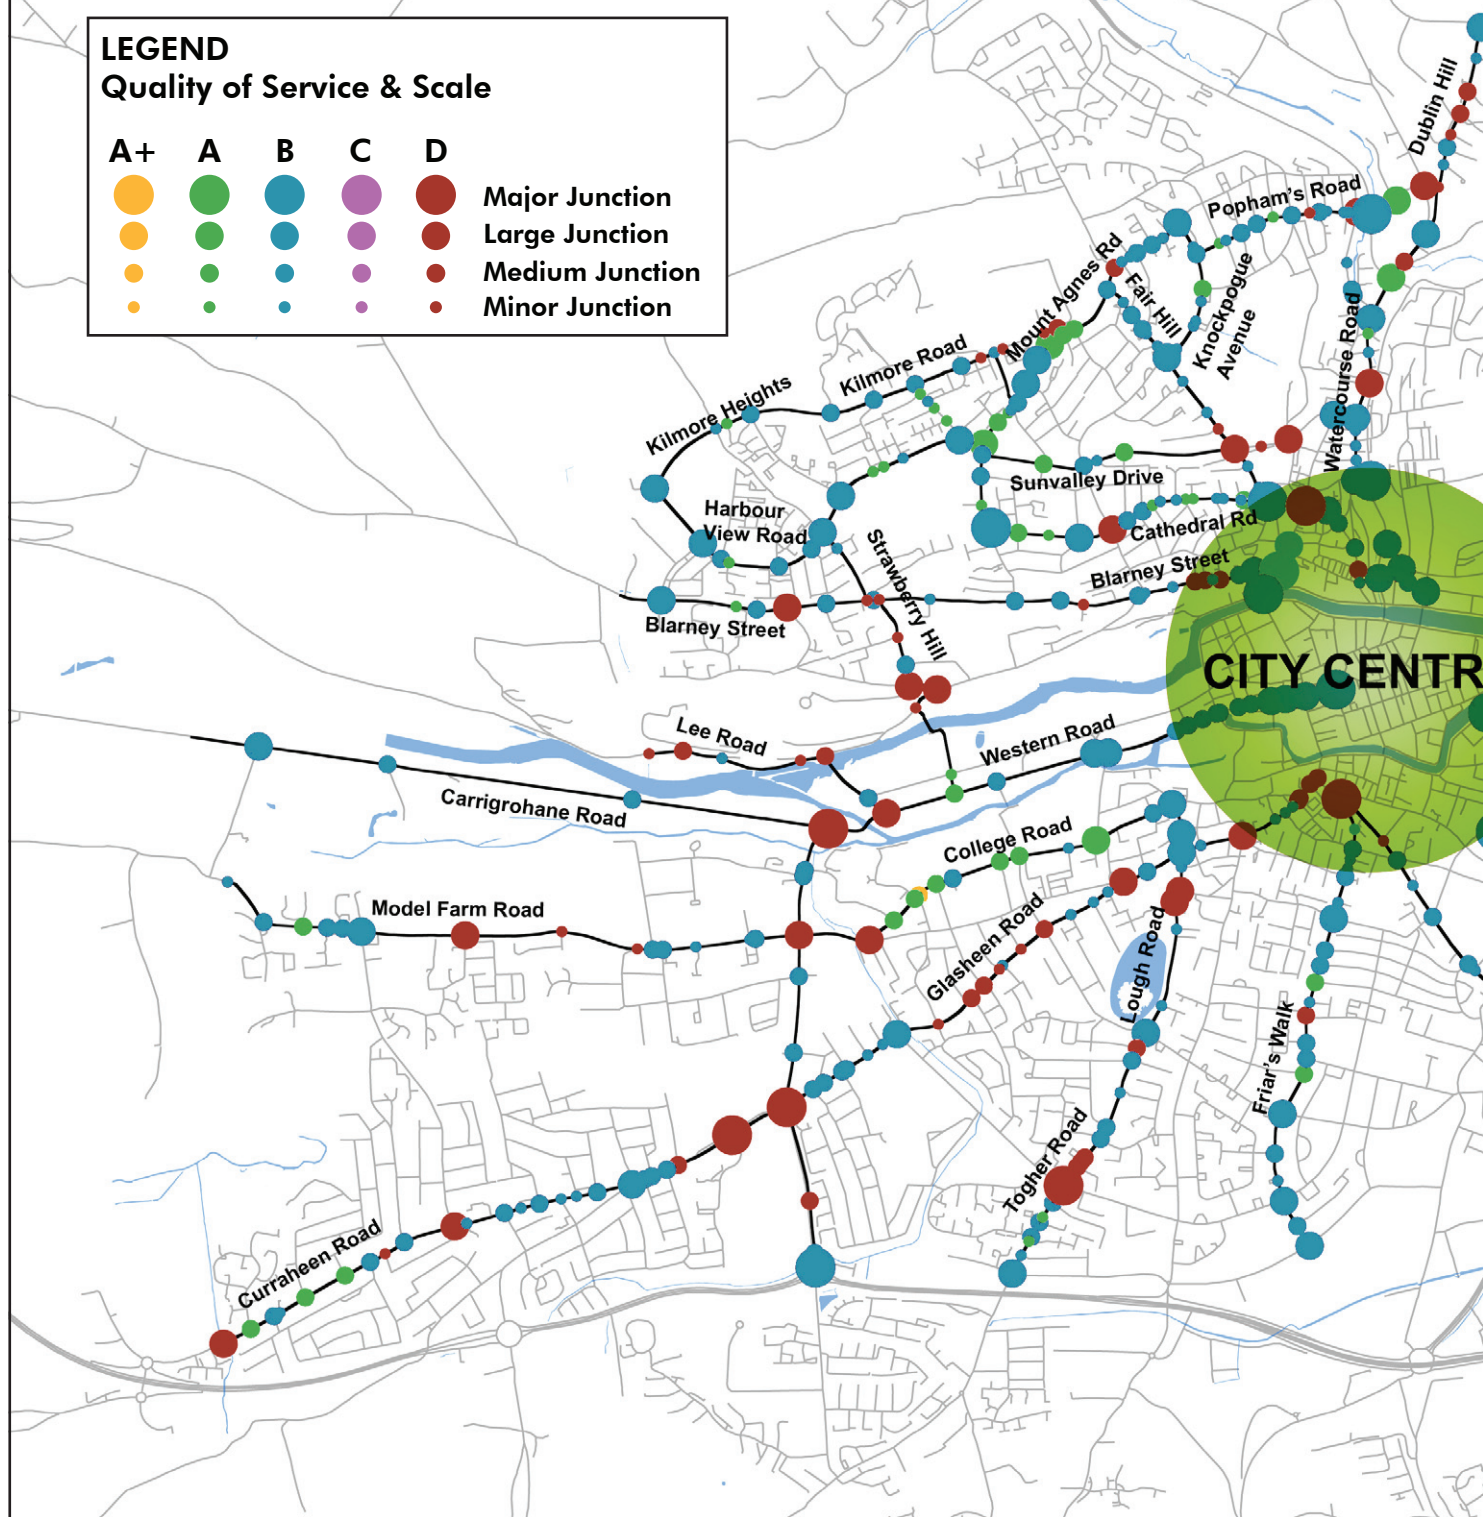 LEGEND
Quality of Service & Scale
A+ A B C D
Major Junction
Large Junction
Medium Junction
Minor Junction
Dublin Hill
Popham's Road
Mount Agnes Rd
Fair Hill
Knockpogue
Avenue
Watercourse Road
Kilmore Road
Kilmore Heights
Sunvalley Drive
Harbour
View Road
Cathedral Rd
Strawberry Hill
Blarney Street
Blarney Street
CITY CENTR
Lee Road
Western Road
Carrigrohane Road
College Road
Model Farm Road
Glasheen Road
Lough Road
Friar's Walk
Togher Road
Curraheen Road